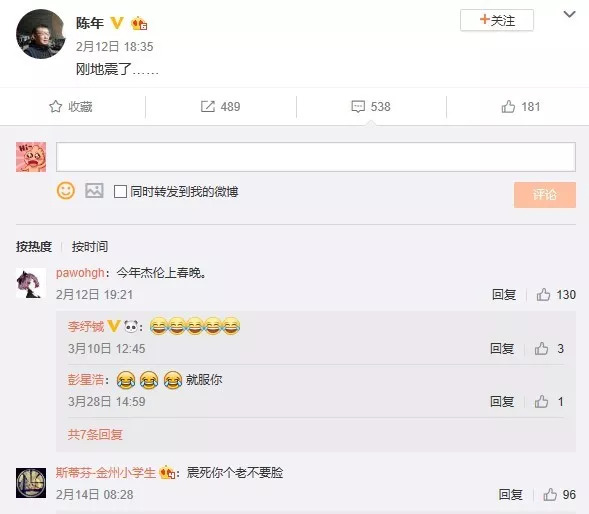 陈年
+关注
2月12日 18:35
刚地震了……
收藏
489
538
181
同时转发到我的微博
评论
按热度 按时间
pawohgh：今年杰伦上春晚。
2月12日 19:21 回复 130
李纾铖：
3月10日 12:45 回复 3
彭星浩：就服你
3月28日 14:59 回复 1
共7条回复
斯蒂芬-金州小学生：震死你个老不要脸
2月14日 08:28 回复 96